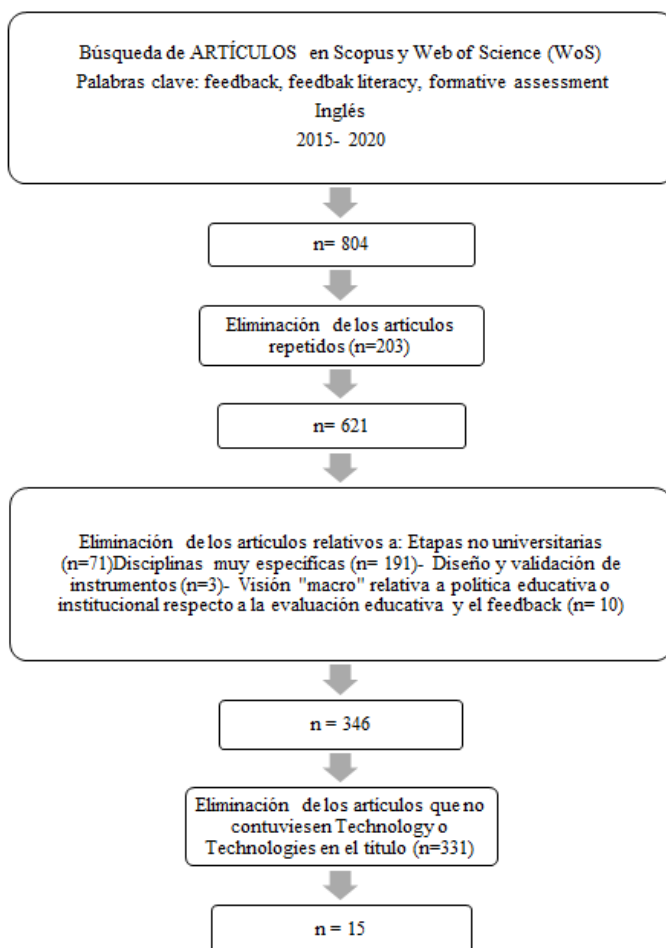 Búsqueda de ARTÍCULOS en Scopus y Web of Science (WoS)
Palabras clave: feedback, feedbak literacy, formative assessment
Inglés
2015- 2020
n= 804
Eliminación de los artículos
repetidos (n=203)
n= 621
Eliminación de los artículos relativos a: Etapas no universitarias
(n=71)Disciplinas muy específicas (n= 191)- Diseño y validación de
instrumentos (n=3)- Visión "macro" relativa a política educativa o
institucional respecto a la evaluación educativa y el feedback (n= 10)
n = 346
Eliminación de los artículos que no
contuviesen Technology o
Technologies en el título (n=331)
n = 15